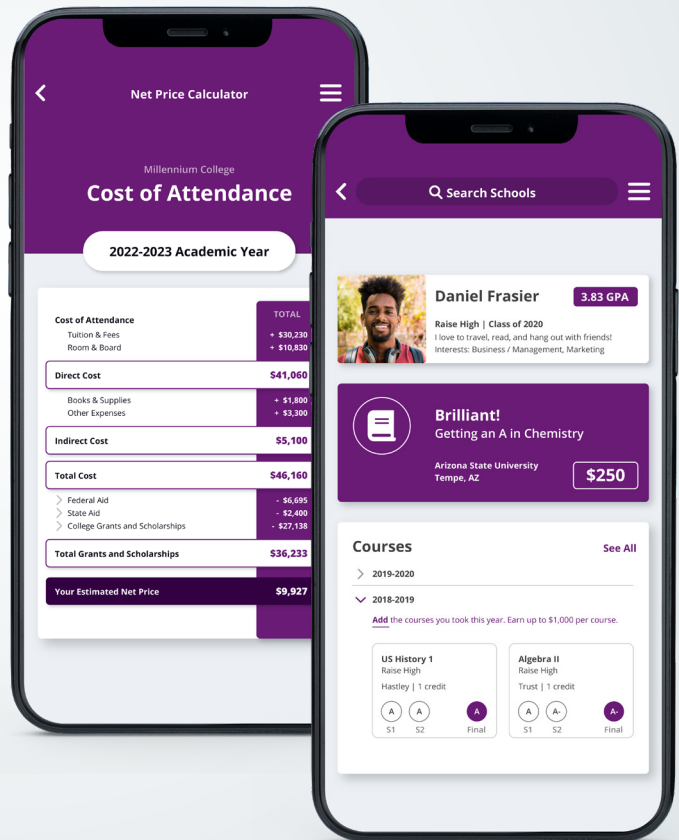 Net Price Calculator
Millennium College
Cost of Attendance
2022-2023 Academic Year
TOTAL
Cost of Attendance
Tuition & Fees + $30,230
Room & Board + $10,830
Direct Cost $41,060
Books & Supplies + $1,800
Other Expenses + $3,300
Indirect Cost $5,100
Total Cost $46,160
Federal Aid - $6,695
State Aid - $2,400
College Grants and Scholarships - $27,138
Total Grants and Scholarships $36,233
Your Estimated Net Price $9,927
Search Schools
Daniel Frasier 3.83 GPA
Raise High | Class of 2020
I love to travel, read, and hang out with friends!
Interests: Business / Management, Marketing
Brilliant!
Getting an A in Chemistry
Arizona State University
Tempe, AZ
$250
Courses See All
2019-2020
2018-2019
Add the courses you took this year. Earn up to $1,000 per course.
US History 1
Raise High
Hastley | 1 credit
A A A
S1 S2 Final
Algebra II
Raise High
Trust | 1 credit
A A- A-
S1 S2 Final